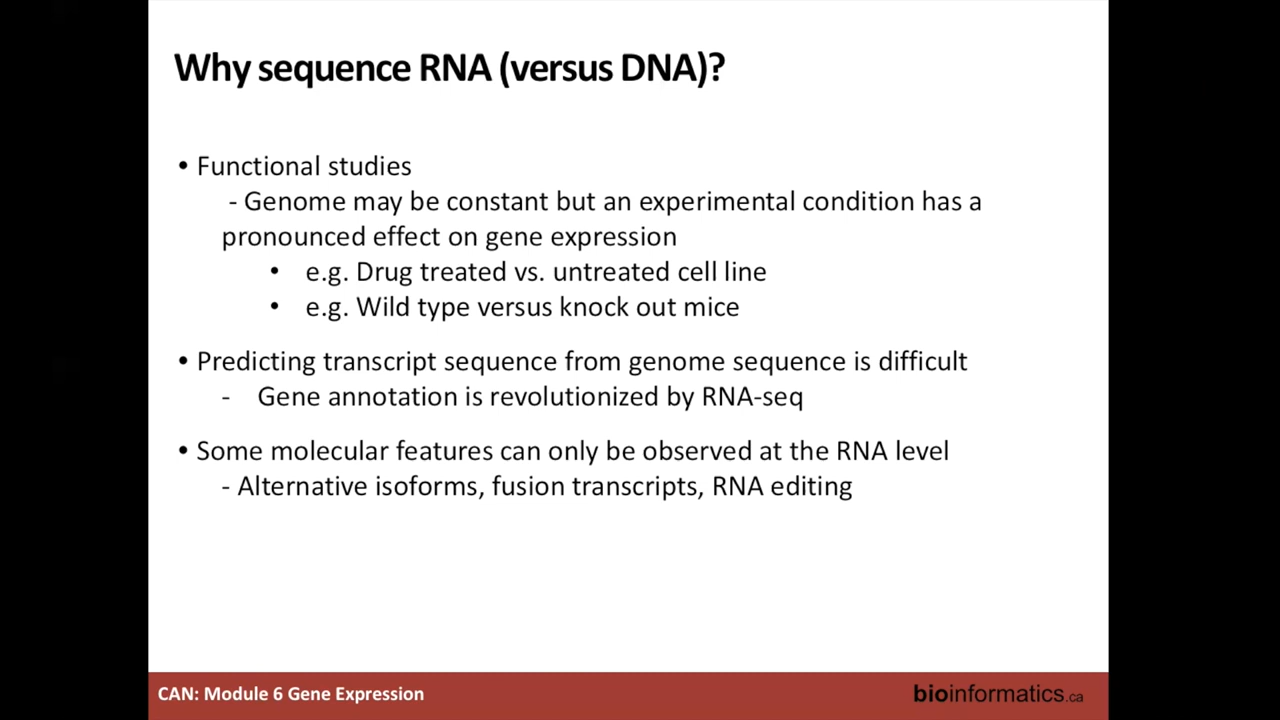 Why sequence RNA (versus DNA)?
• Functional studies
- Genome may be constant but an experimental condition has a
pronounced effect on gene expression
• e.g. Drug treated vs. untreated cell line
• e.g. Wild type versus knock out mice
• Predicting transcript sequence from genome sequence is difficult
- Gene annotation is revolutionized by RNA-seq
• Some molecular features can only be observed at the RNA level
- Alternative isoforms, fusion transcripts, RNA editing
CAN: Module 6 Gene Expression
bioinformatics.ca